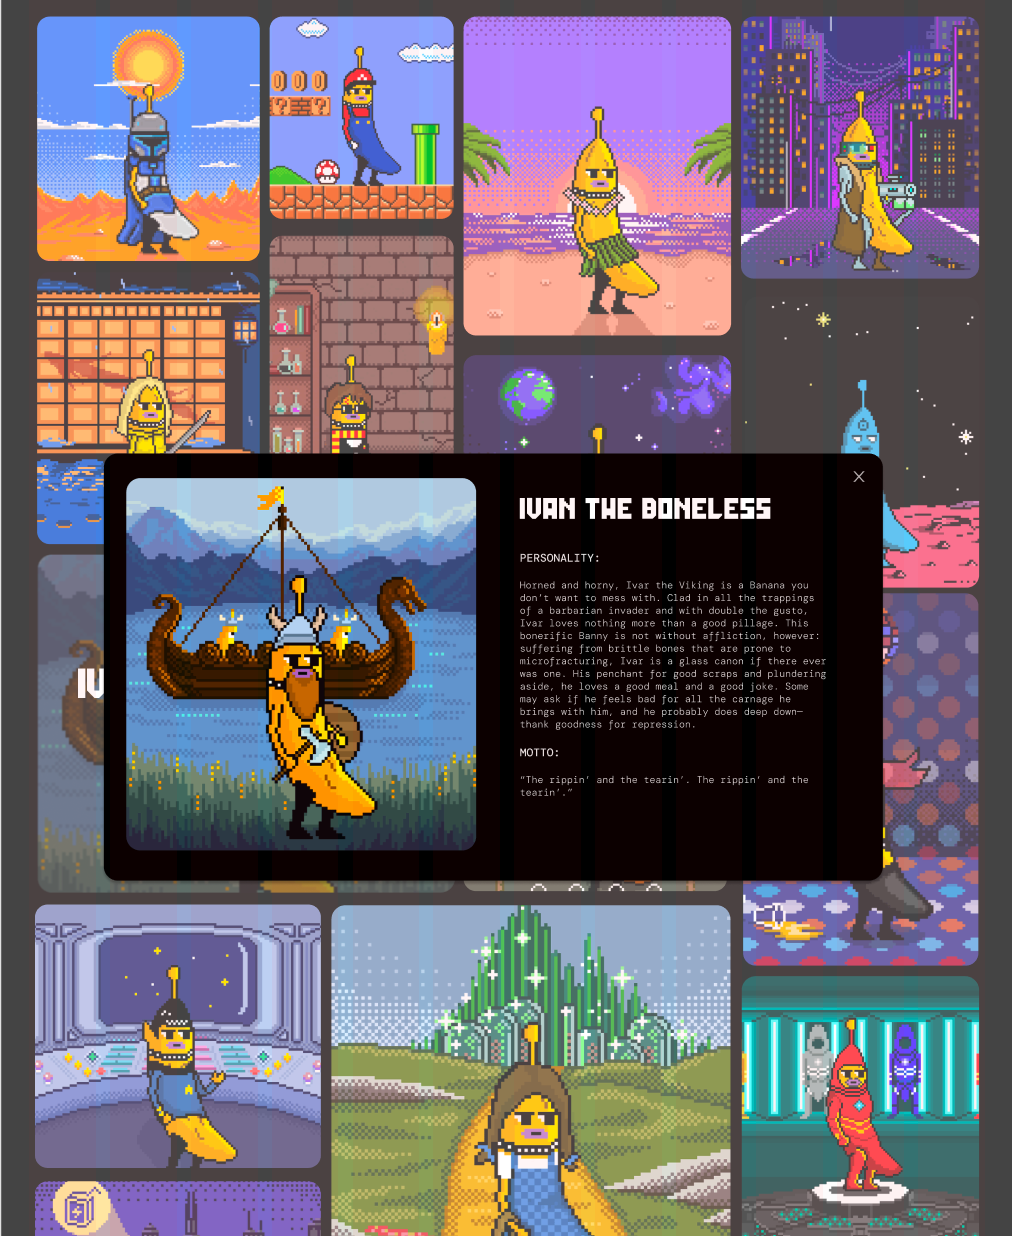 IVAN THE BONELESS
PERSONALITY:
Horned and horny, Ivar the Viking is a Banana you
don't want to mess with. Clad in all the trappings
of a barbarian invader and with double the gusto,
Ivar loves nothing more than a good pillage. This
bonerific Banny is not without affliction, however:
suffering from brittle bones that are prone to
microfracturing, Ivar is a glass canon if there ever
was one. His penchant for good scraps and plundering
aside, he loves a good meal and a good joke. Some
may ask if he feels bad for all the carnage he
brings with him, and he probably does deep down—
thank goodness for repression.
IV
MOTTO:
“The rippin’ and the tearin’. The rippin’ and the
tearin’.”